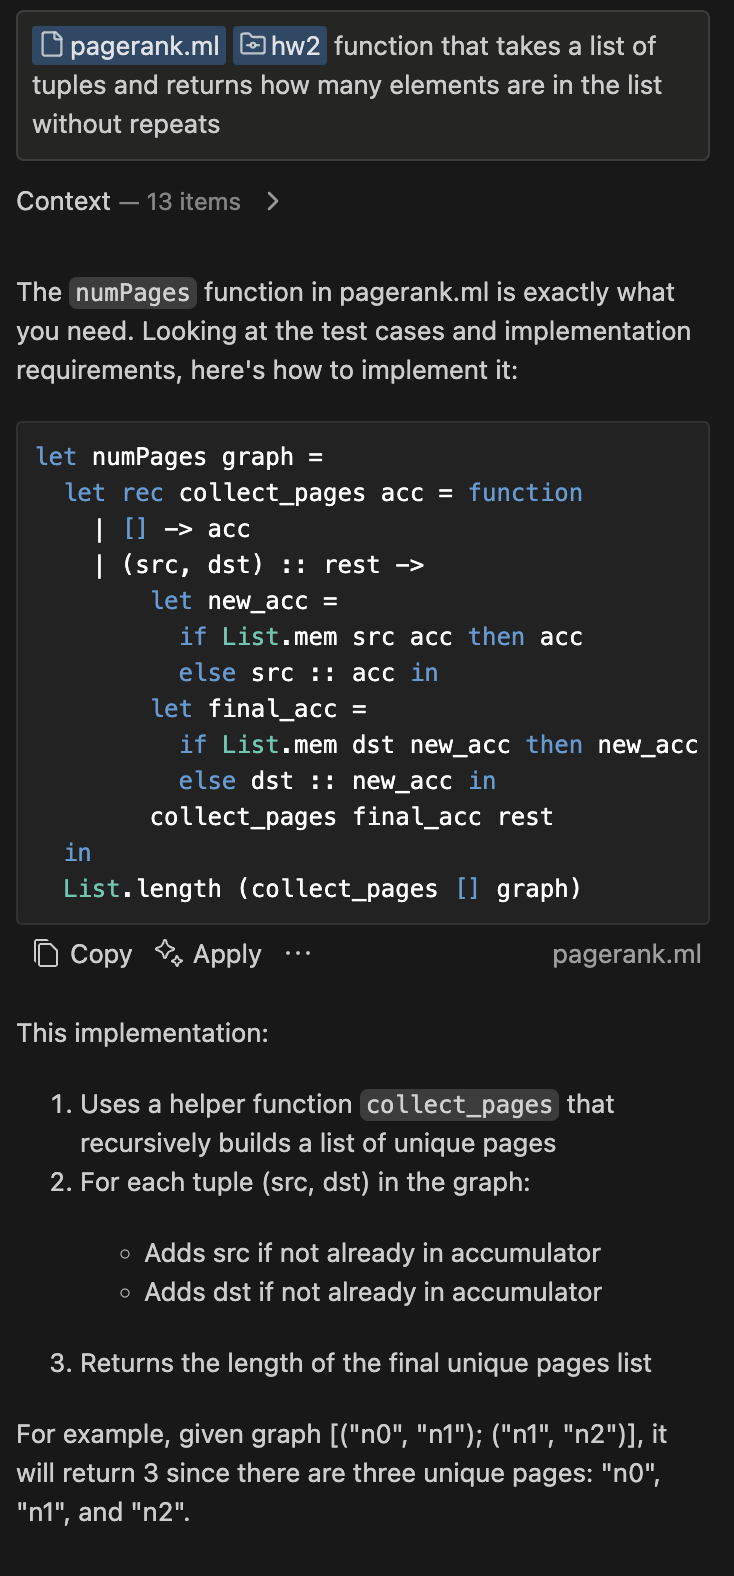 pagerank.ml hw2 function that takes a list of
tuples and returns how many elements are in the list
without repeats
Context — 13 items >
The numPages function in pagerank.ml is exactly what
you need. Looking at the test cases and implementation
requirements, here's how to implement it:
let numPages graph =
  let rec collect_pages acc = function
    | [] -> acc
    | (src, dst) :: rest ->
        let new_acc =
          if List.mem src acc then acc
          else src :: acc in
        let final_acc =
          if List.mem dst new_acc then new_acc
          else dst :: new_acc in
        collect_pages final_acc rest
  in
  List.length (collect_pages [] graph)
Copy Apply ··· pagerank.ml
This implementation:
1. Uses a helper function collect_pages that
recursively builds a list of unique pages
2. For each tuple (src, dst) in the graph:
◦ Adds src if not already in accumulator
◦ Adds dst if not already in accumulator
3. Returns the length of the final unique pages list
For example, given graph [("n0", "n1"); ("n1", "n2")], it
will return 3 since there are three unique pages: "n0",
"n1", and "n2".